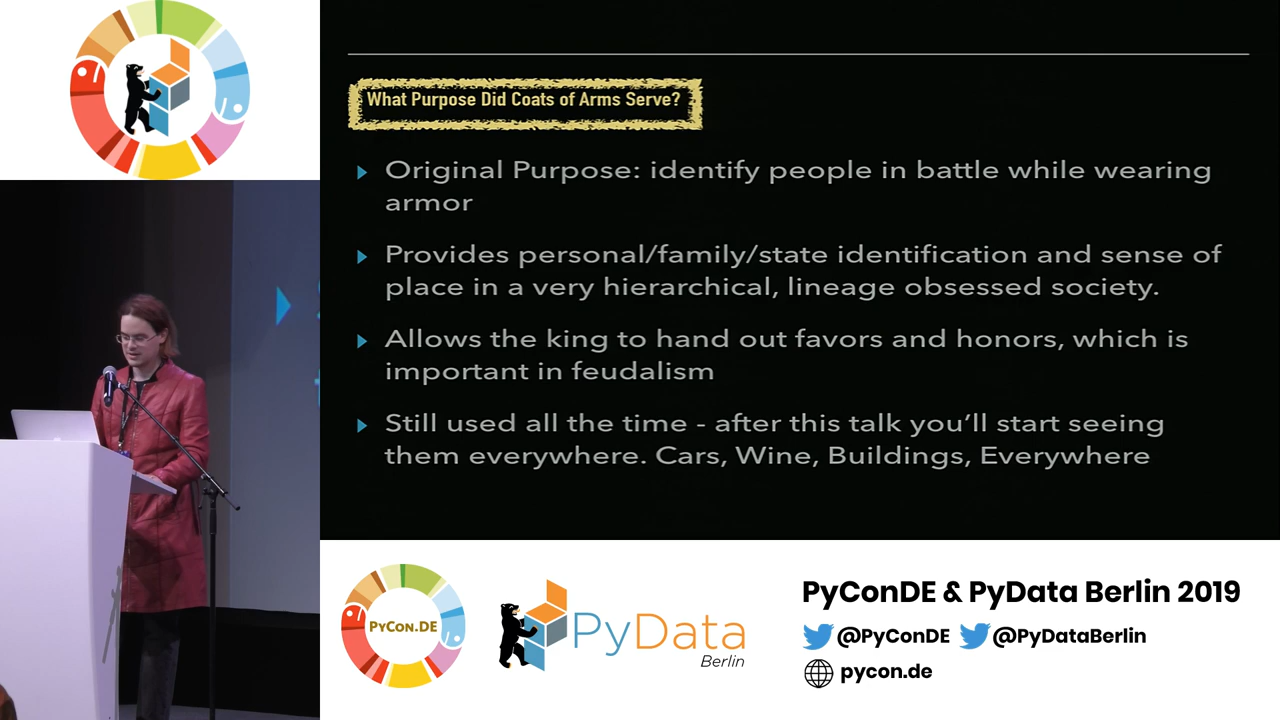 What Purpose Did Coats of Arms Serve?
Original Purpose: identify people in battle while wearing
armor
Provides personal/family/state identification and sense of
place in a very hierarchical, lineage obsessed society.
Allows the king to hand out favors and honors, which is
important in feudalism
Still used all the time - after this talk you'll start seeing
them everywhere. Cars, Wine, Buildings, Everywhere
PYCON.DE
PyData
Berlin
PyConDE & PyData Berlin 2019
@PyConDE @PyDataBerlin
pycon.de